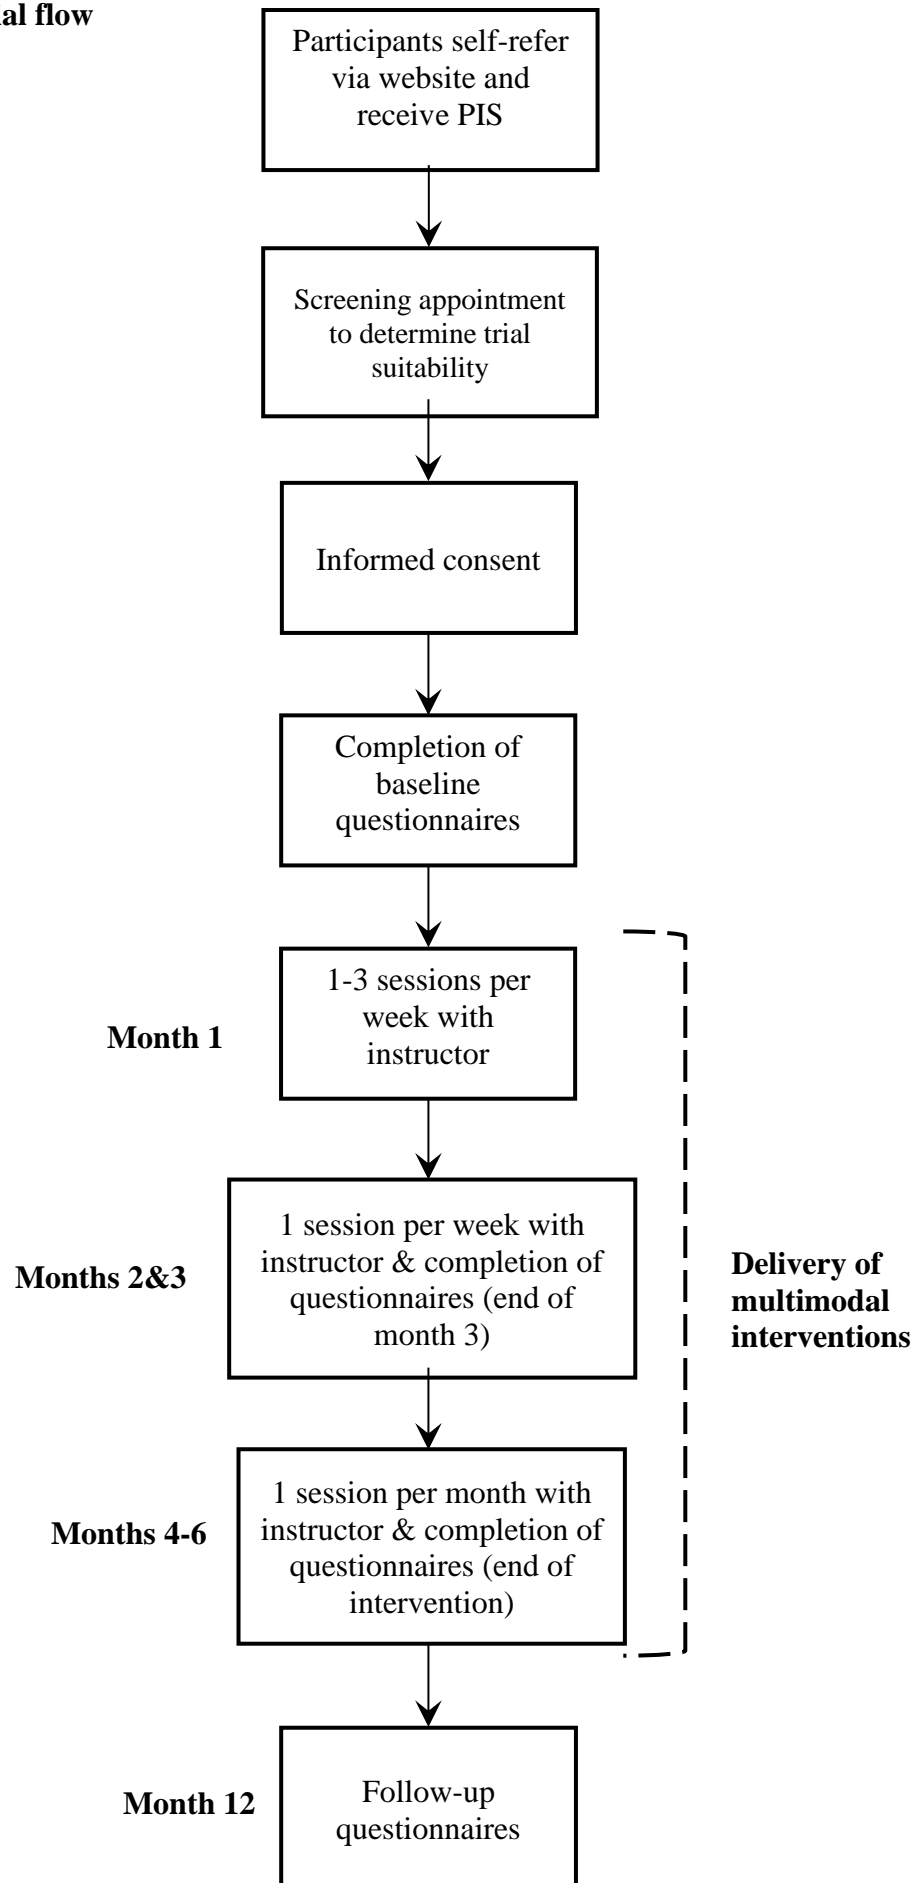 flow
Participants self-refer
via website and
receive PIS
Screening appointment
to determine trial
suitability
Informed consent
Completion of
baseline
questionnaires
Month 1
1-3 sessions per
week with
instructor
Months 2&3
1 session per week with
instructor & completion of
questionnaires (end of
month 3)
Delivery of
multimodal
interventions
Months 4-6
1 session per month with
instructor & completion of
questionnaires (end of
intervention)
Month 12
Follow-up
questionnaires